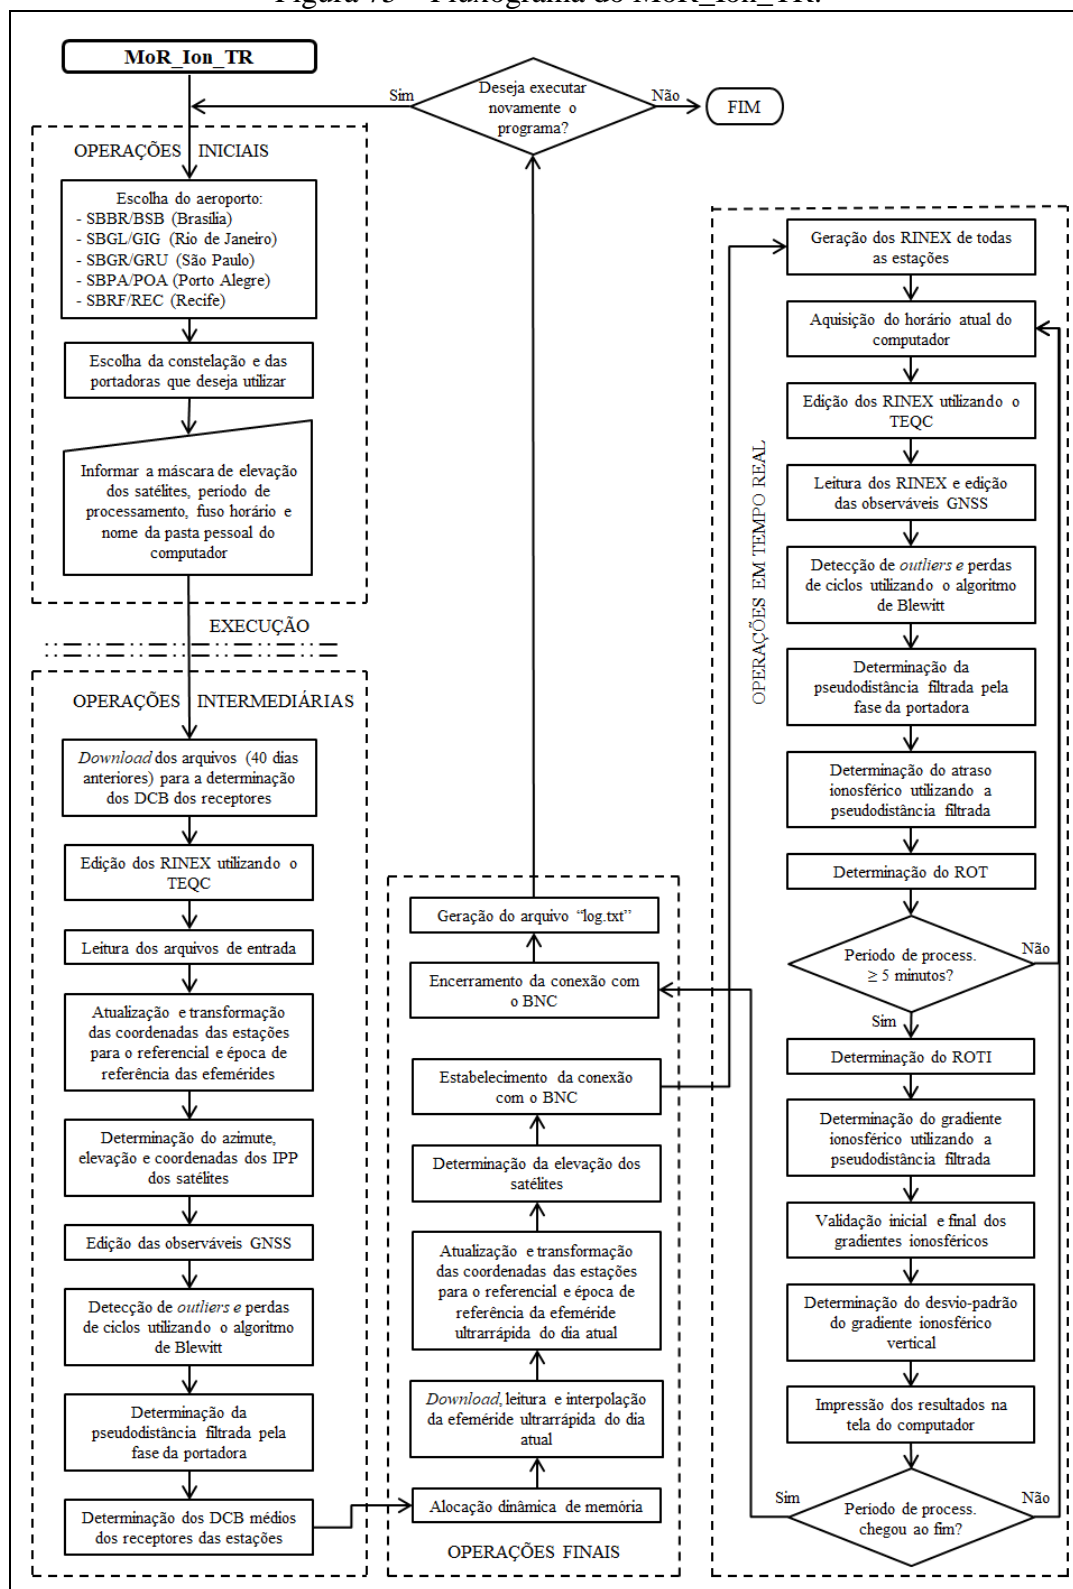 Figura 75 – Fluxograma do MoR_Ion_TR.
MoR_Ion_TR
Deseja executar
novamente o
programa?
Sim
Não
FIM
OPERAÇÕES INICIAIS
Escolha do aeroporto:
- SBBR/BSB (Brasília)
- SBGL/GIG (Rio de Janeiro)
- SBGR/GRU (São Paulo)
- SBPA/POA (Porto Alegre)
- SBRF/REC (Recife)
Escolha da constelação e das
portadoras que deseja utilizar
Informar a máscara de elevação
dos satélites, período de
processamento, fuso horário e
nome da pasta pessoal do
computador
EXECUÇÃO
OPERAÇÕES INTERMEDIÁRIAS
Download dos arquivos (40 dias
anteriores) para a determinação
dos DCB dos receptores
Edição dos RINEX utilizando o
TEQC
Leitura dos arquivos de entrada
Atualização e transformação
das coordenadas das estações
para o referencial e época de
referência das efemérides
Determinação do azimute,
elevação e coordenadas dos IPP
dos satélites
Edição das observáveis GNSS
Detecção de outliers e perdas
de ciclos utilizando o algoritmo
de Blewitt
Determinação da
pseudodistância filtrada pela
fase da portadora
Determinação dos DCB médios
dos receptores das estações
Geração do arquivo “log.txt”
Encerramento da conexão com
o BNC
Estabelecimento da conexão
com o BNC
Determinação da elevação dos
satélites
Atualização e transformação
das coordenadas das estações
para o referencial e época de
referência da efeméride
ultrarrápida do dia atual
Download, leitura e interpolação
da efeméride ultrarrápida do dia
atual
Alocação dinâmica de memória
OPERAÇÕES FINAIS
OPERAÇÕES EM TEMPO REAL
Geração dos RINEX de todas
as estações
Aquisição do horário atual do
computador
Edição dos RINEX utilizando o
TEQC
Leitura dos RINEX e edição
das observáveis GNSS
Detecção de outliers e perdas
de ciclos utilizando o algoritmo
de Blewitt
Determinação da
pseudodistância filtrada pela
fase da portadora
Determinação do atraso
ionosférico utilizando a
pseudodistância filtrada
Determinação do ROT
Período de process.
≥ 5 minutos?
Não
Sim
Determinação do ROTI
Determinação do gradiente
ionosférico utilizando a
pseudodistância filtrada
Validação inicial e final dos
gradientes ionosféricos
Determinação do desvio-padrão
do gradiente ionosférico
vertical
Impressão dos resultados na
tela do computador
Período de process.
chegou ao fim?
Sim
Não